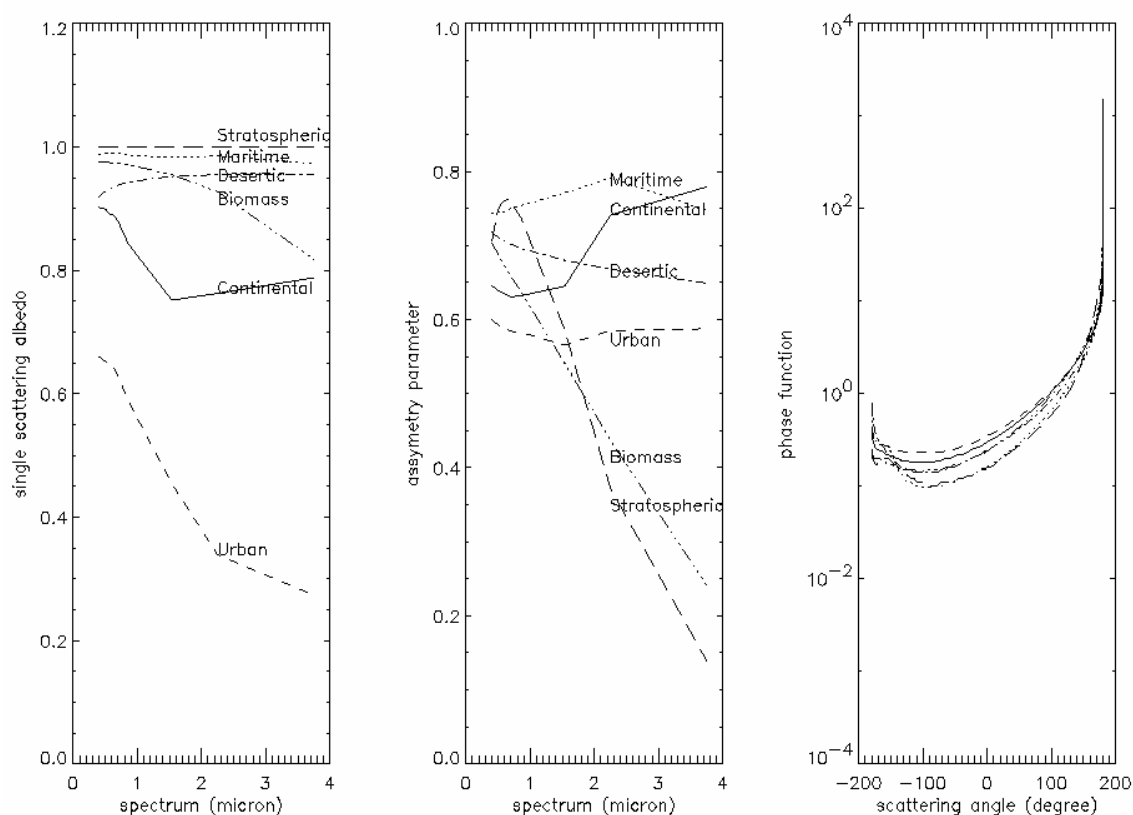 1.2
1.0
0.8
0.6
0.4
0.2
0.0
single scattering albedo
Stratospheric
Maritime
Desertic
Biomass
Continental
Urban
0 1 2 3 4
spectrum (micron)
1.0
0.8
0.6
0.4
0.2
0.0
assymetry parameter
Maritime
Continental
Desertic
Urban
Biomass
Stratospheric
0 1 2 3 4
spectrum (micron)
10^4
10^2
10^0
10^-2
10^-4
phase function
-200 -100 0 100 200
scattering angle (degree)